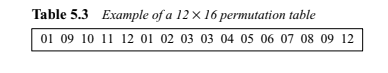 Table 5.3 Example of a 12 × 16 permutation table
01 09 10 11 12 01 02 03 03 04 05 06 07 08 09 12